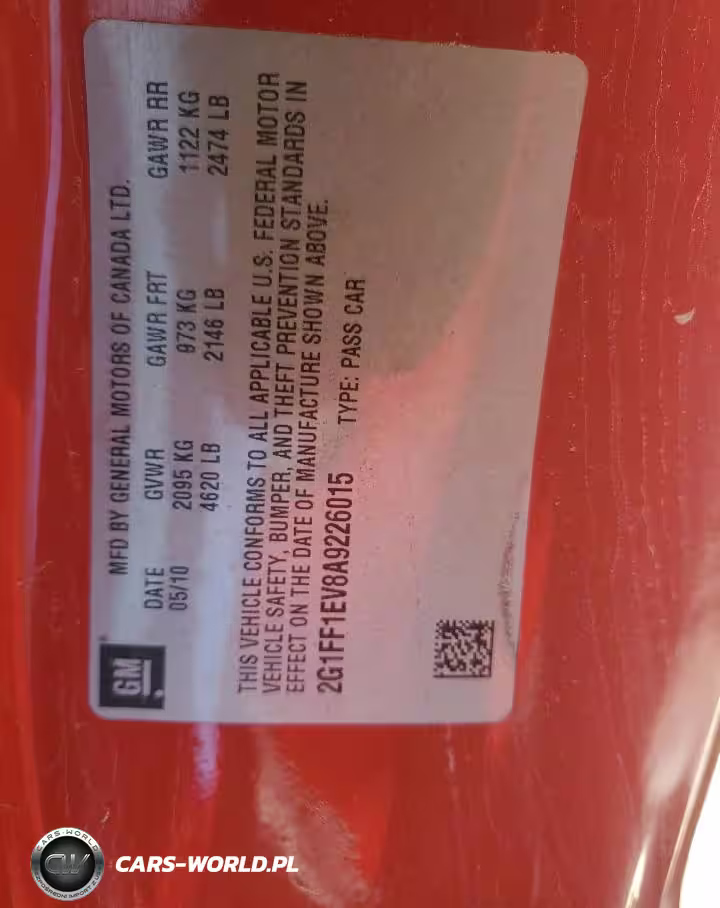 GM
MFD BY GENERAL MOTORS OF CANADA LTD.
DATE GVWR GAWR FRT GAWR RR
05/10 2095 KG 973 KG 1122 KG
4620 LB 2146 LB 2474 LB
THIS VEHICLE CONFORMS TO ALL APPLICABLE U.S. FEDERAL MOTOR
VEHICLE SAFETY, BUMPER, AND THEFT PREVENTION STANDARDS IN
EFFECT ON THE DATE OF MANUFACTURE SHOWN ABOVE.
2G1FF1EV8A9226015 TYPE: PASS CAR
CARS-WORLD
CW
CARS-WORLD.PL